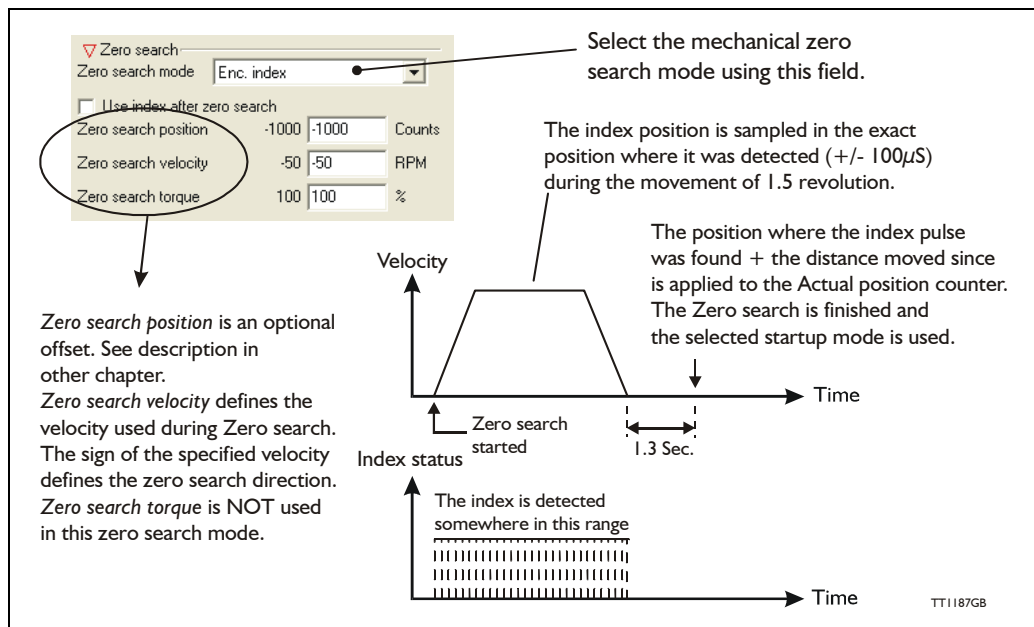 Zero search
Zero search mode Enc. index
Use index after zero search
Zero search position -1000 -1000 Counts
Zero search velocity -50 -50 RPM
Zero search torque 100 100 %
Select the mechanical zero
search mode using this field.
The index position is sampled in the exact
position where it was detected (+/- 100µS)
during the movement of 1.5 revolution.
The position where the index pulse
was found + the distance moved since
is applied to the Actual position counter.
The Zero search is finished and
the selected startup mode is used.
Zero search position is an optional
offset. See description in
other chapter.
Zero search velocity defines the
velocity used during Zero search.
The sign of the specified velocity
defines the zero search direction.
Zero search torque is NOT used
in this zero search mode.
Velocity
Time
Zero search
started
1.3 Sec.
Index status
The index is detected
somewhere in this range
Time
TT1187GB